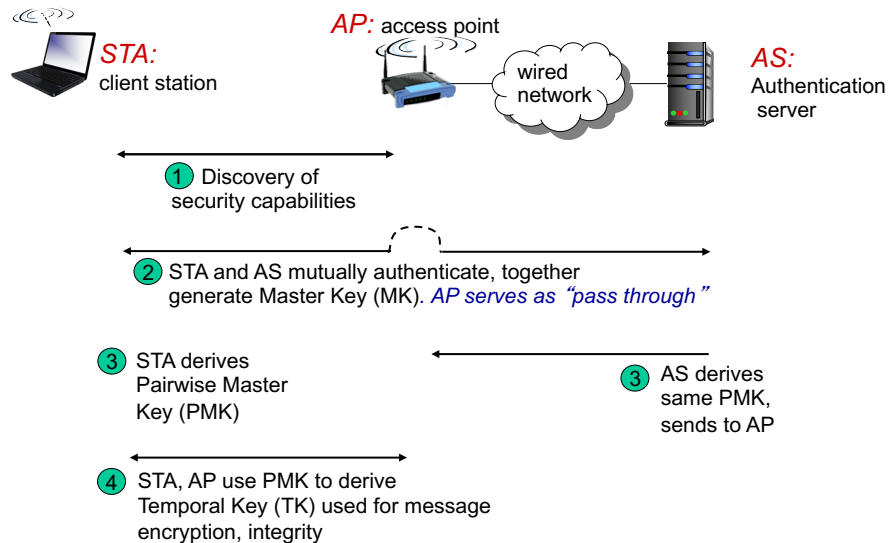 STA:
client station
AP: access point
wired
network
AS:
Authentication
server
1 Discovery of
security capabilities
2 STA and AS mutually authenticate, together
generate Master Key (MK). AP serves as “pass through”
3 STA derives
Pairwise Master
Key (PMK)
3 AS derives
same PMK,
sends to AP
4 STA, AP use PMK to derive
Temporal Key (TK) used for message
encryption, integrity